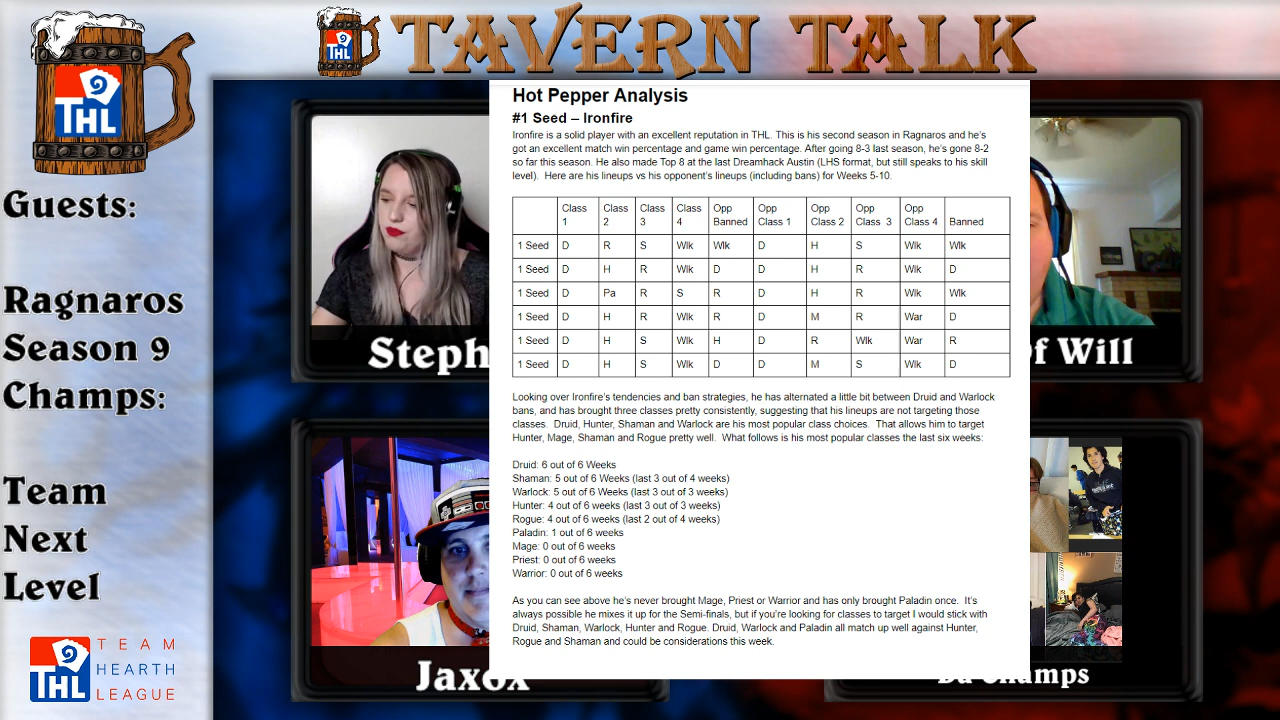 THL
TAVERN TALK
THL
Guests:
Ragnaros
Season 9
Champs:
Team
Next
Level
THL
TEAM
HEARTH
LEAGUE
Steph
of Will
Jaxox
Da Champs
Hot Pepper Analysis
#1 Seed – Ironfire
Ironfire is a solid player with an excellent reputation in THL. This is his second season in Ragnaros and he's
got an excellent match win percentage and game win percentage. After going 8-3 last season, he's gone 8-2
so far this season. He also made Top 8 at the last Dreamhack Austin (LHS format, but still speaks to his skill
level). Here are his lineups vs his opponent's lineups (including bans) for Weeks 5-10.
Class 1 Class 2 Class 3 Class 4 Opp Banned Opp Class 1 Opp Class 2 Opp Class 3 Opp Class 4 Banned
1 Seed D R S Wlk Wlk D H S Wlk Wlk
1 Seed D H R Wlk D D H R Wlk D
1 Seed D Pa R S R D H R Wlk Wlk
1 Seed D H R Wlk R D M R War D
1 Seed D H S Wlk H D R Wlk War R
1 Seed D H S Wlk D D M S Wlk D
Looking over Ironfire's tendencies and ban strategies, he has alternated a little bit between Druid and Warlock
bans, and has brought three classes pretty consistently, suggesting that his lineups are not targeting those
classes. Druid, Hunter, Shaman and Warlock are his most popular class choices. That allows him to target
Hunter, Mage, Shaman and Rogue pretty well. What follows is his most popular classes the last six weeks:
Druid: 6 out of 6 Weeks
Shaman: 5 out of 6 Weeks (last 3 out of 4 weeks)
Warlock: 5 out of 6 Weeks (last 3 out of 3 weeks)
Hunter: 4 out of 6 weeks (last 3 out of 3 weeks)
Rogue: 4 out of 6 weeks (last 2 out of 4 weeks)
Paladin: 1 out of 6 weeks
Mage: 0 out of 6 weeks
Priest: 0 out of 6 weeks
Warrior: 0 out of 6 weeks
As you can see above he's never brought Mage, Priest or Warrior and has only brought Paladin once. It's
always possible he mixes it up for the Semi-finals, but if you're looking for classes to target I would stick with
Druid, Shaman, Warlock, Hunter and Rogue. Druid, Warlock and Paladin all match up well against Hunter,
Rogue and Shaman and could be considerations this week.